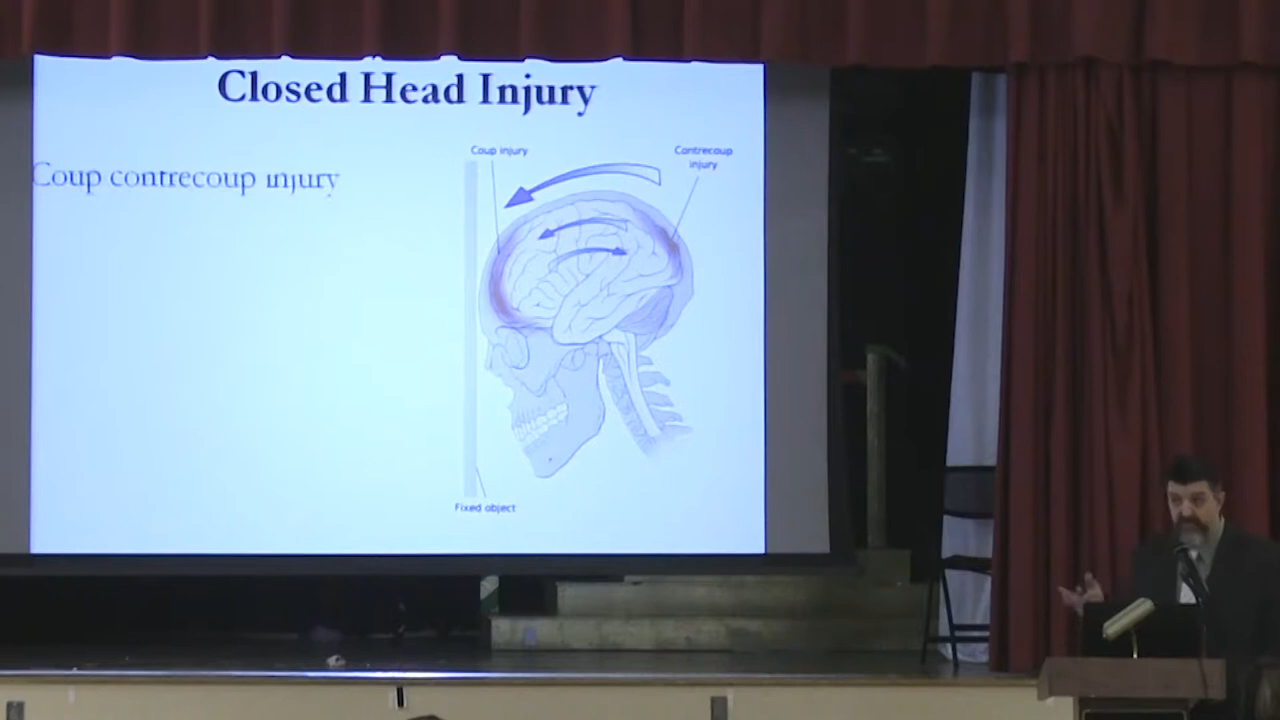 Closed Head Injury
Coup contrecoup injury
Coup injury
Contrecoup
injury
Fixed object